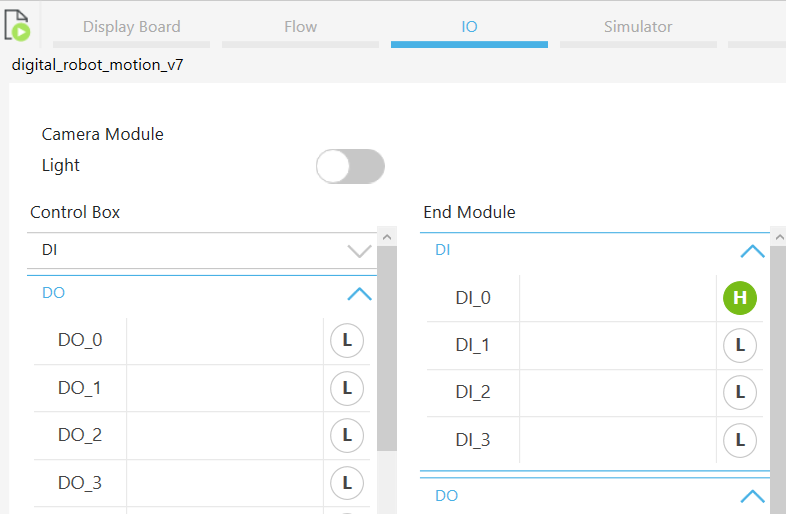 Display Board
Flow
IO
Simulator
digital_robot_motion_v7
Camera Module
Light
Control Box
DI
DO
DO_0 L
DO_1 L
DO_2 L
DO_3 L
End Module
DI
DI_0 H
DI_1 L
DI_2 L
DI_3 L
DO